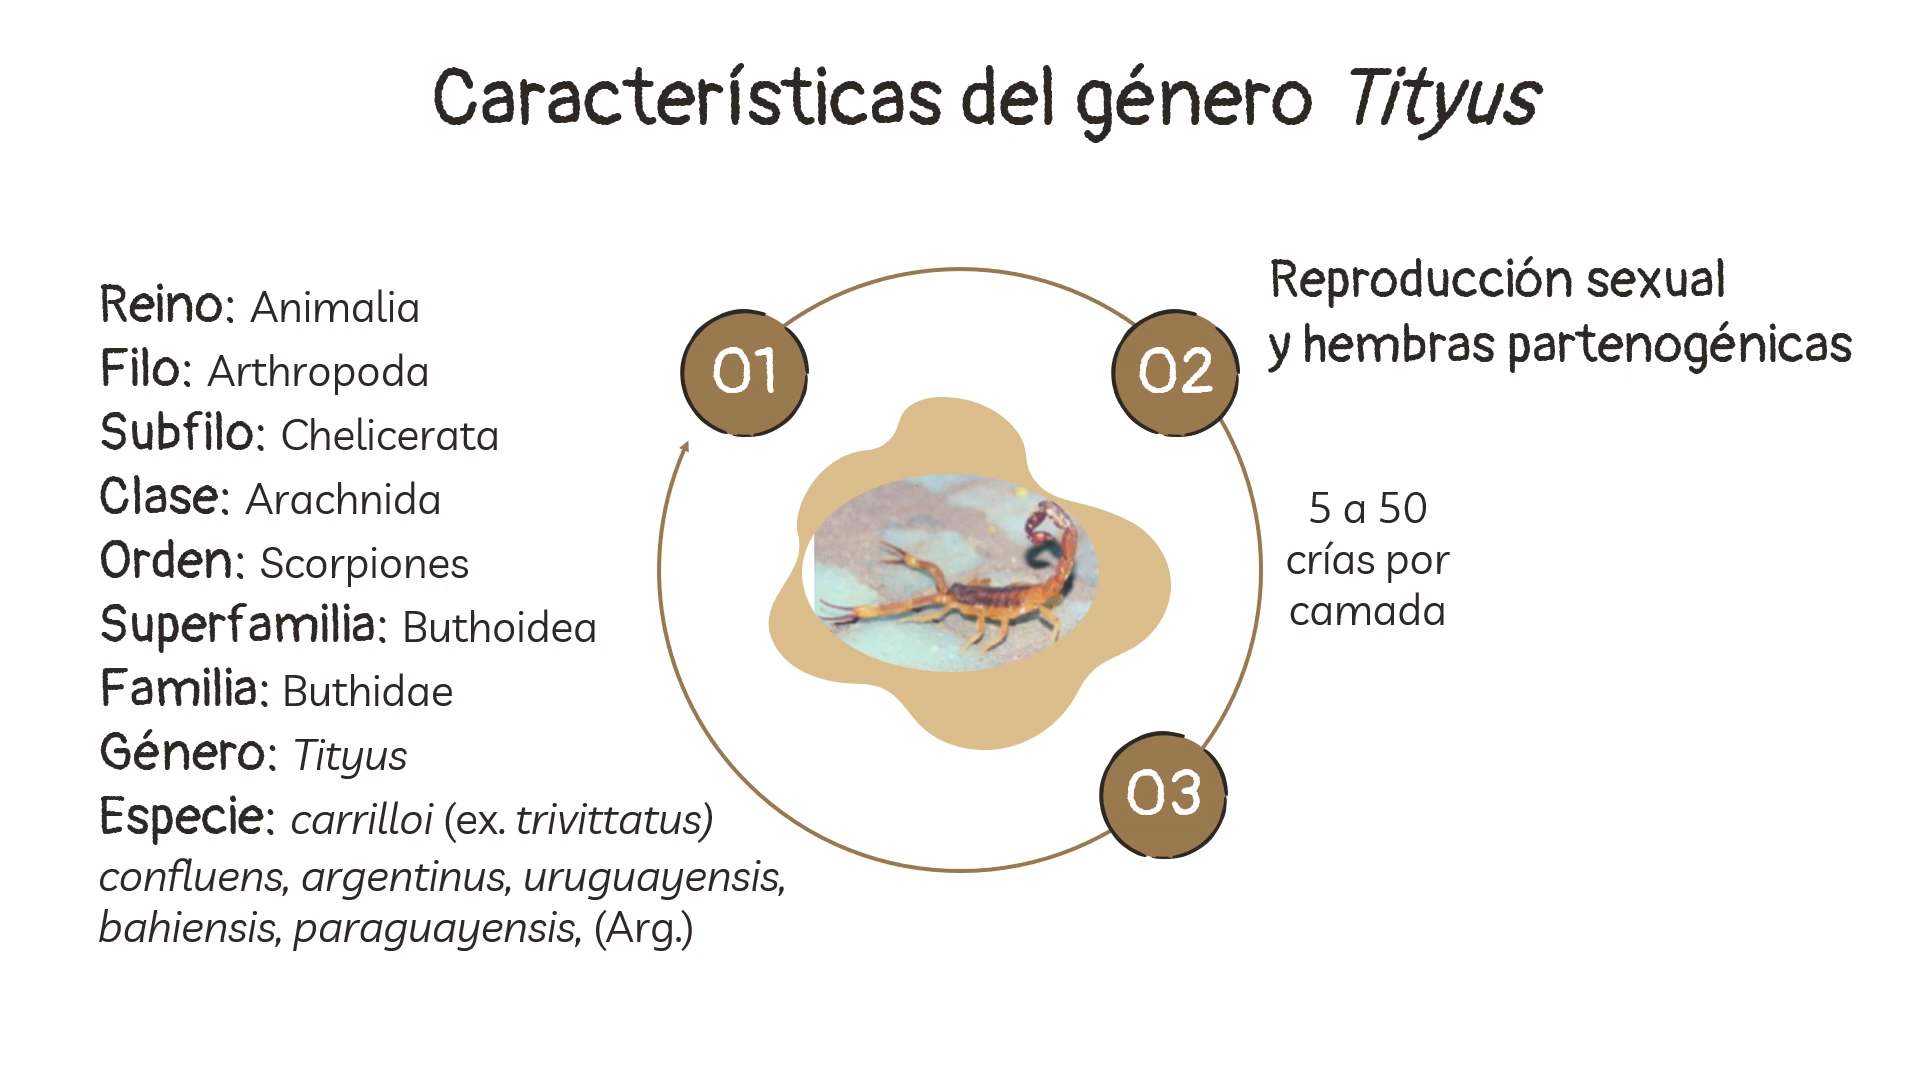 Características del género Tityus
Reino: Animalia
Filo: Arthropoda
Subfilo: Chelicerata
Clase: Arachnida
Orden: Scorpiones
Superfamilia: Buthoidea
Familia: Buthidae
Género: Tityus
Especie: carrilloi (ex. trivittatus)
confluens, argentinus, uruguayensis,
bahiensis, paraguayensis, (Arg.)
01
02
Reproducción sexual
y hembras partenogénicas
5 a 50
crías por
camada
03